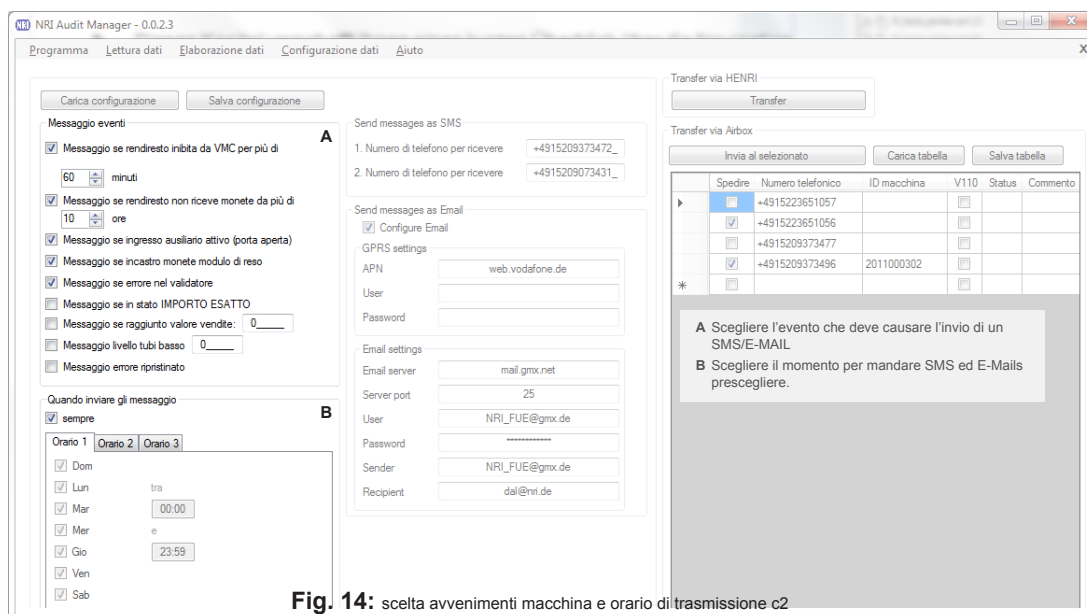 NRI Audit Manager - 0.0.2.3
Programma Lettura dati Elaborazione dati Configurazione dati Aiuto X
Carica configurazione Salva configurazione
Messaggio eventi
A
Messaggio se rendiresto inibita da VMC per più di
60 minuti
Messaggio se rendiresto non riceve monete da più di
10 ore
Messaggio se ingresso ausiliario attivo (porta aperta)
Messaggio se incastro monete modulo di reso
Messaggio se errore nel validatore
Messaggio se in stato IMPORTO ESATTO
Messaggio se raggiunto valore vendite: 0_____
Messaggio livello tubi basso 0_____
Messaggio errore ripristinato
Quando inviare gli messaggio
B
sempre
Orario 1 Orario 2 Orario 3
Dom
Lun tra
Mar 00:00
Mer e
Gio 23:59
Ven
Sab
Send messages as SMS
1. Numero di telefono per ricevere +4915209373472_
2. Numero di telefono per ricevere +4915209073431_
Send messages as Email
Configure Email
GPRS settings
APN web.vodafone.de
User
Password
Email settings
Email server mail.gmx.net
Server port 25
User NRI_FUE@gmx.de
Password ************
Sender NRI_FUE@gmx.de
Recipient dal@nri.de
Transfer via HENRI
Transfer
Transfer via Airbox
Invia al selezionato Carica tabella Salva tabella
Spedire Numero telefonico ID macchina V110 Status Commento
+4915223651057
+4915223651056
+4915209373477
+4915209373496 2011000302
A Scegliere l'evento che deve causare l'invio di un
SMS/E-MAIL
B Scegliere il momento per mandare SMS ed E-Mails
prescegliere.
Fig. 14: scelta avvenimenti macchina e orario di trasmissione c2